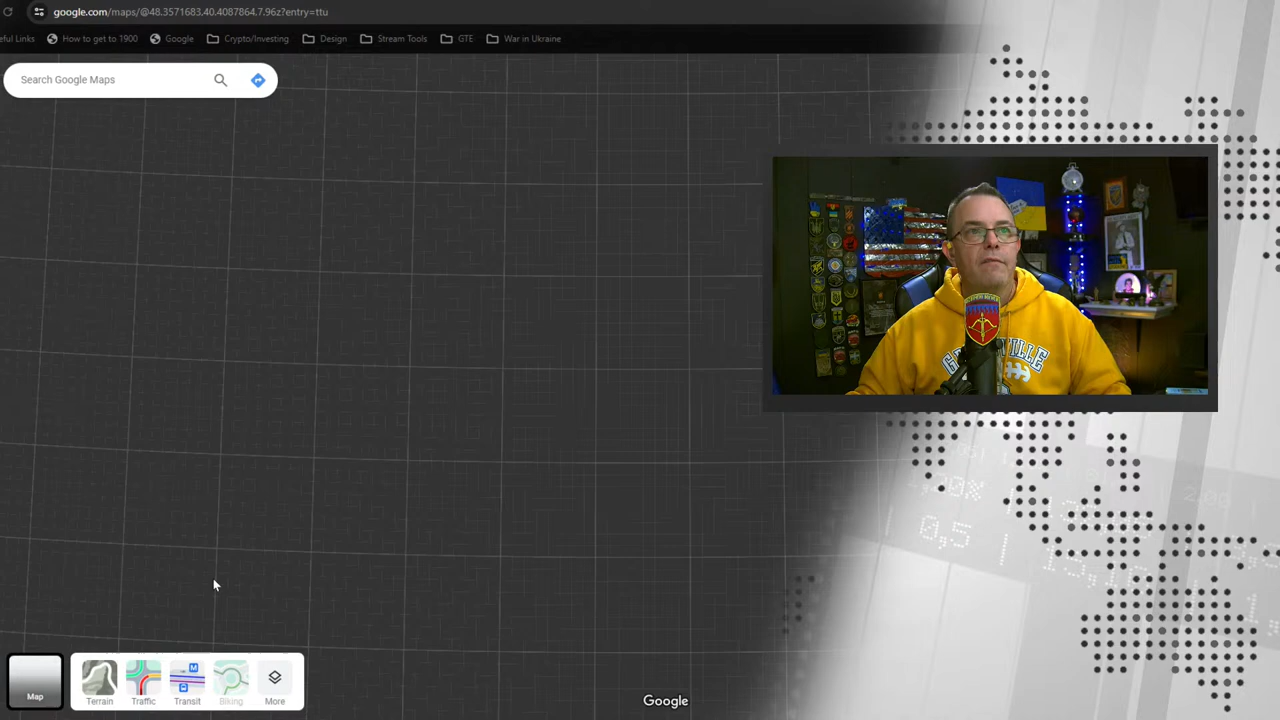 google.com/maps/@48.3571683,40.4087864,7.96z?entry=ttu
eful Links How to get to 1900 Google Crypto/Investing Design Stream Tools GTE War in Ukraine
Search Google Maps
Map
Terrain Traffic Transit Biking More
Google
0,5